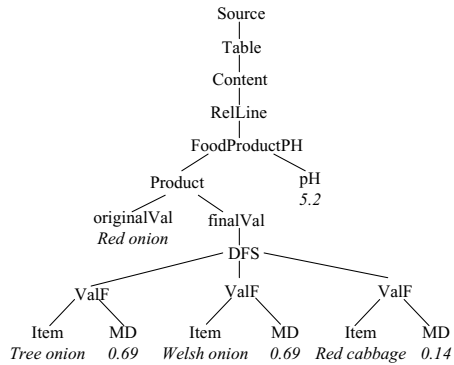 Source
Table
Content
RelLine
FoodProductPH
Product pH
5.2
originalVal finalVal
Red onion
DFS
ValF ValF ValF
Item MD Item MD Item MD
Tree onion 0.69 Welsh onion 0.69 Red cabbage 0.14